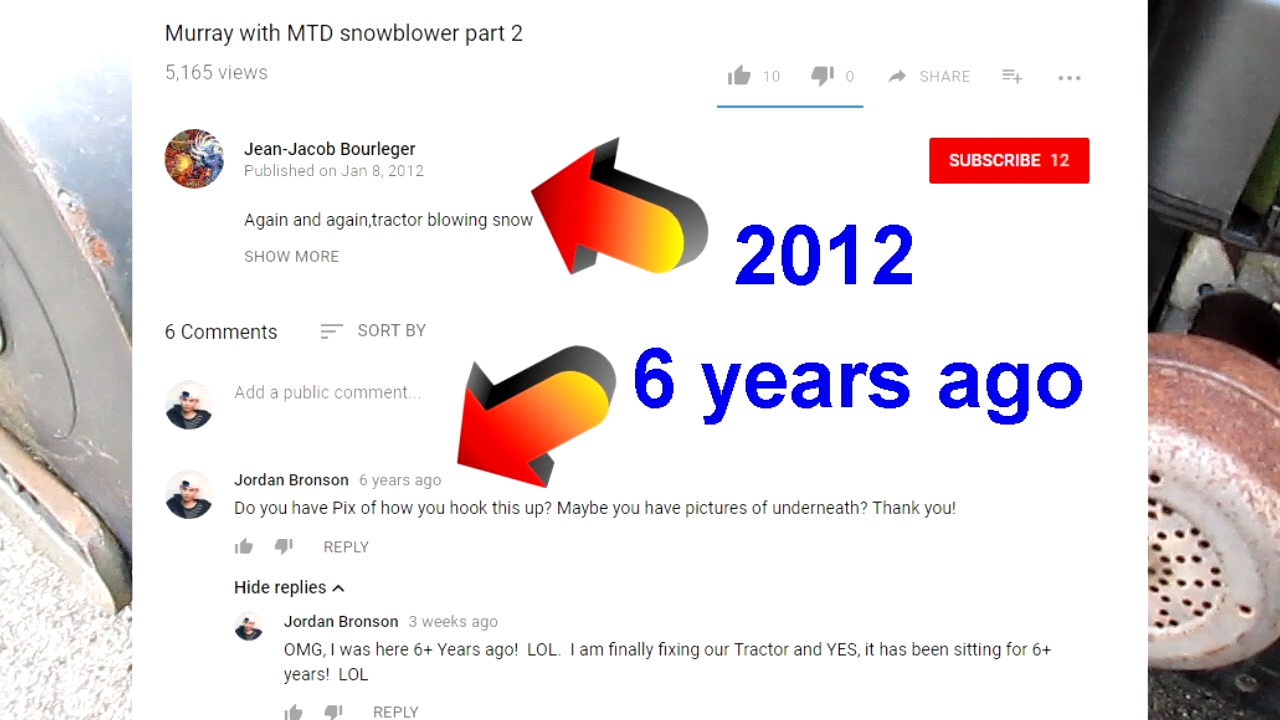 Murray with MTD snowblower part 2
5,165 views
10 0 SHARE
Jean-Jacob Bourleger
Published on Jan 8, 2012
SUBSCRIBE 12
Again and again,tractor blowing snow
SHOW MORE
2012
6 Comments SORT BY
6 years ago
Add a public comment...
Jordan Bronson 6 years ago
Do you have Pix of how you hook this up? Maybe you have pictures of underneath? Thank you!
REPLY
Hide replies
Jordan Bronson 3 weeks ago
OMG, I was here 6+ Years ago! LOL. I am finally fixing our Tractor and YES, it has been sitting for 6+
years! LOL
REPLY